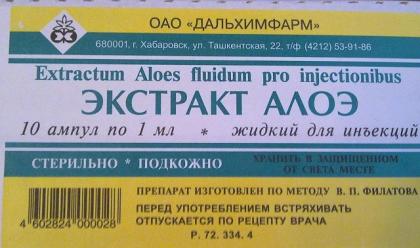 ОАО «ДАЛЬХИМФАРМ»
680001, г. Хабаровск, ул. Ташкентская, 22, т/ф (4212) 53-91-86
Extractum Aloes fluidum pro injectionibus
ЭКСТРАКТ АЛОЭ
10 ампул по 1 мл * жидкий для инъекций
СТЕРИЛЬНО * ПОДКОЖНО
ХРАНИТЬ В ЗАЩИЩЕННОМ
ОТ СВЕТА МЕСТЕ
ПРЕПАРАТ ИЗГОТОВЛЕН ПО МЕТОДУ В. П. ФИЛАТОВА
ПЕРЕД УПОТРЕБЛЕНИЕМ ВСТРЯХИВАТЬ
ОТПУСКАЕТСЯ ПО РЕЦЕПТУ ВРАЧА
Р. 72. 334. 4
4 602824 000028